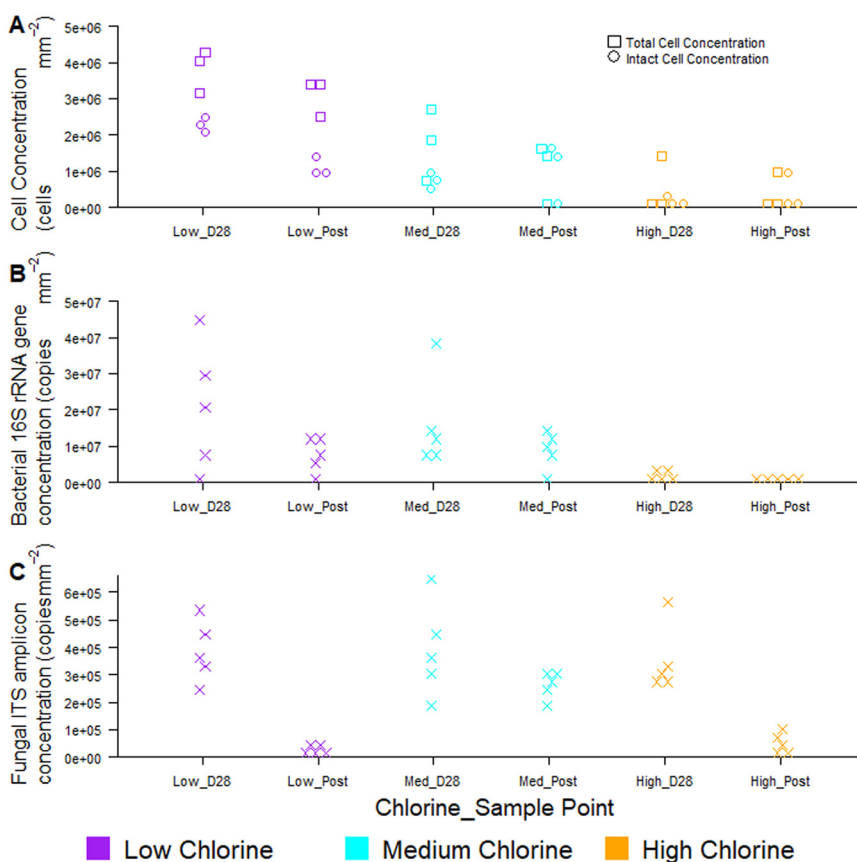 A
Cell Concentration
(cells mm−2)
5e+06
4e+06
3e+06
2e+06
1e+06
0e+00
Total Cell Concentration
Intact Cell Concentration
Low_D28 Low_Post Med_D28 Med_Post High_D28 High_Post
B
Bacterial 16S rRNA gene
concentration (copies mm−2)
5e+07
4e+07
3e+07
2e+07
1e+07
0e+00
Low_D28 Low_Post Med_D28 Med_Post High_D28 High_Post
C
Fungal ITS amplicon
concentration (copiesmm−2)
6e+05
5e+05
4e+05
3e+05
2e+05
1e+05
0e+00
Low_D28 Low_Post Med_D28 Med_Post High_D28 High_Post
Chlorine_Sample Point
Low Chlorine Medium Chlorine High Chlorine